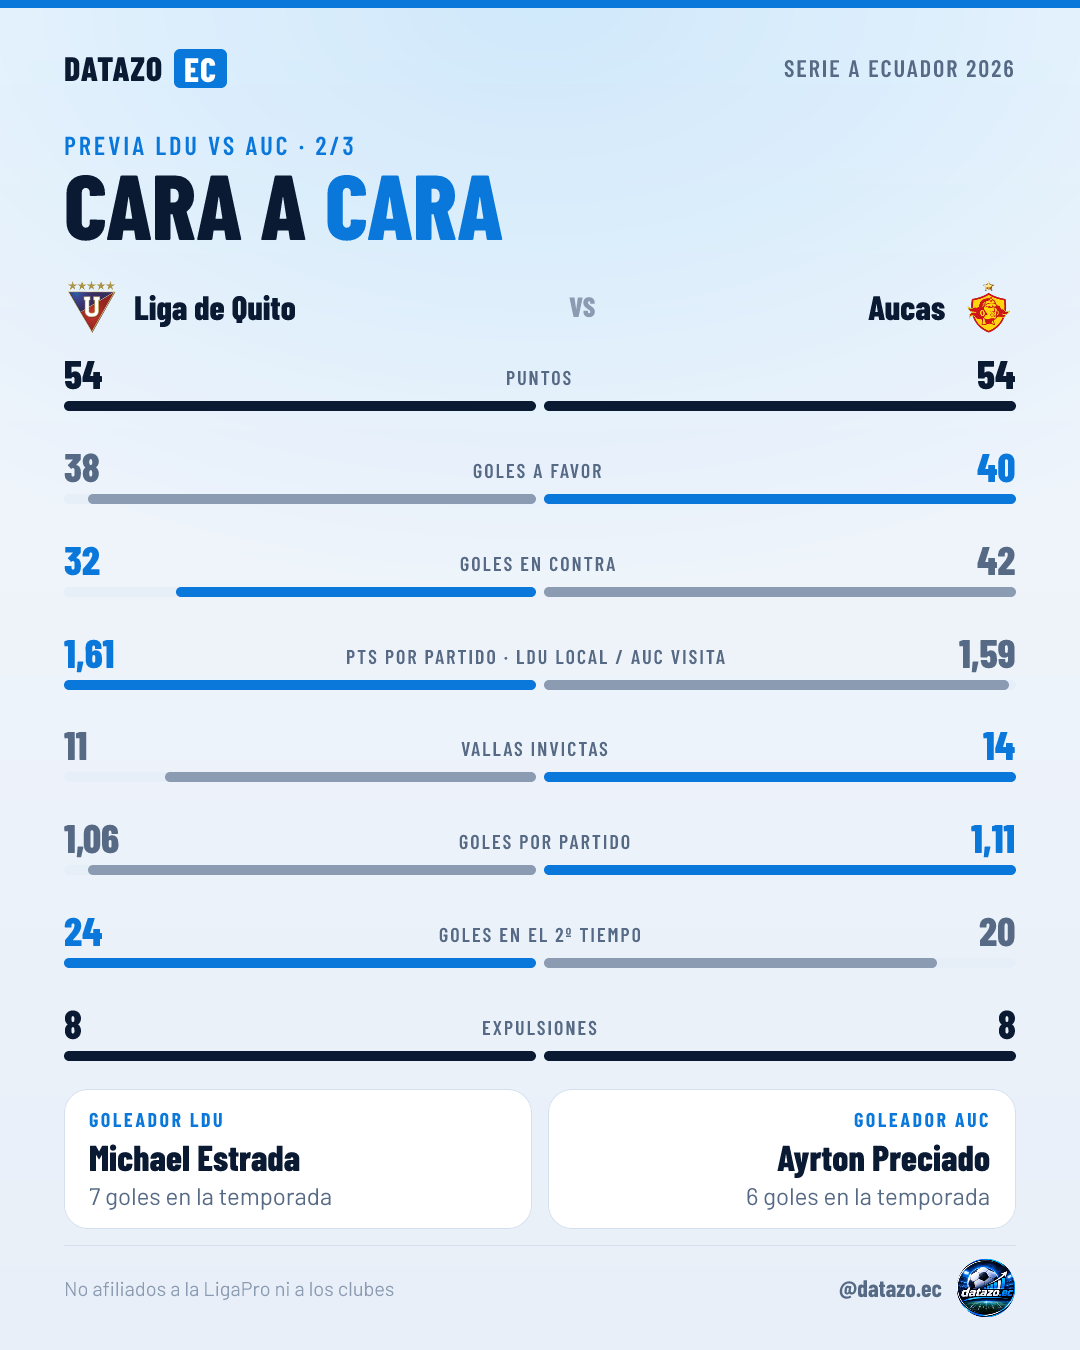 DATAZO EC
SERIE A ECUADOR 2026
PREVIA LDU VS AUC · 2/3
CARA A CARA
U Liga de Quito VS Aucas
54 PUNTOS 54
38 GOLES A FAVOR 40
32 GOLES EN CONTRA 42
1,61 PTS POR PARTIDO · LDU LOCAL / AUC VISITA 1,59
11 VALLAS INVICTAS 14
1,06 GOLES POR PARTIDO 1,11
24 GOLES EN EL 2º TIEMPO 20
8 EXPULSIONES 8
GOLEADOR LDU
Michael Estrada
7 goles en la temporada
GOLEADOR AUC
Ayrton Preciado
6 goles en la temporada
No afiliados a la LigaPro ni a los clubes
@datazo.ec
datazo.ec